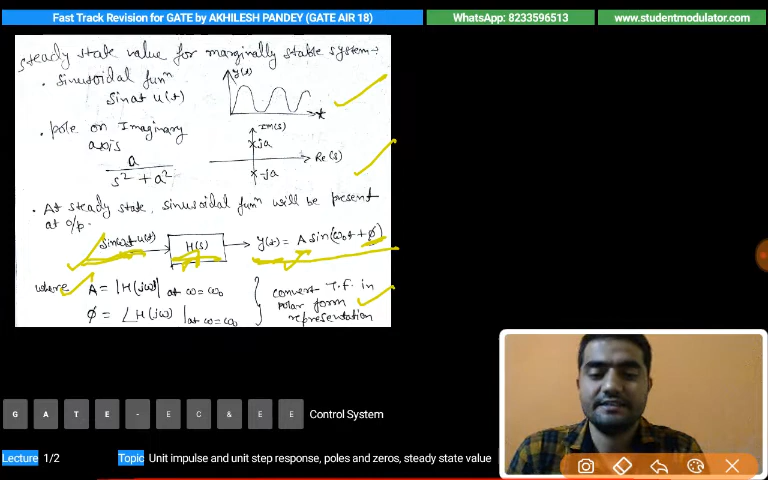 Fast Track Revision for GATE by AKHILESH PANDEY (GATE AIR 18)
WhatsApp: 8233596513
www.studentmodulator.com
steady state value for marginally stable system→
• sinusoidal funⁿ
sinat u(t)
y(t)
t
• pole on Imaginary axis
a
s² + a²
Im(s)
ja
Re(s)
-ja
• At steady state, sinusoidal funⁿ will be present
at o/p.
sinω₀t u(t)
H(s)
y(t) = A sin(ω₀t + ϕ)
where A = |H(jω)| at ω=ω₀
ϕ = ∠H(jω) | at ω=ω₀
convert T.F. in
polar form
representation
G A T E - E C & E E Control System
Lecture 1/2 Topic Unit impulse and unit step response, poles and zeros, steady state value